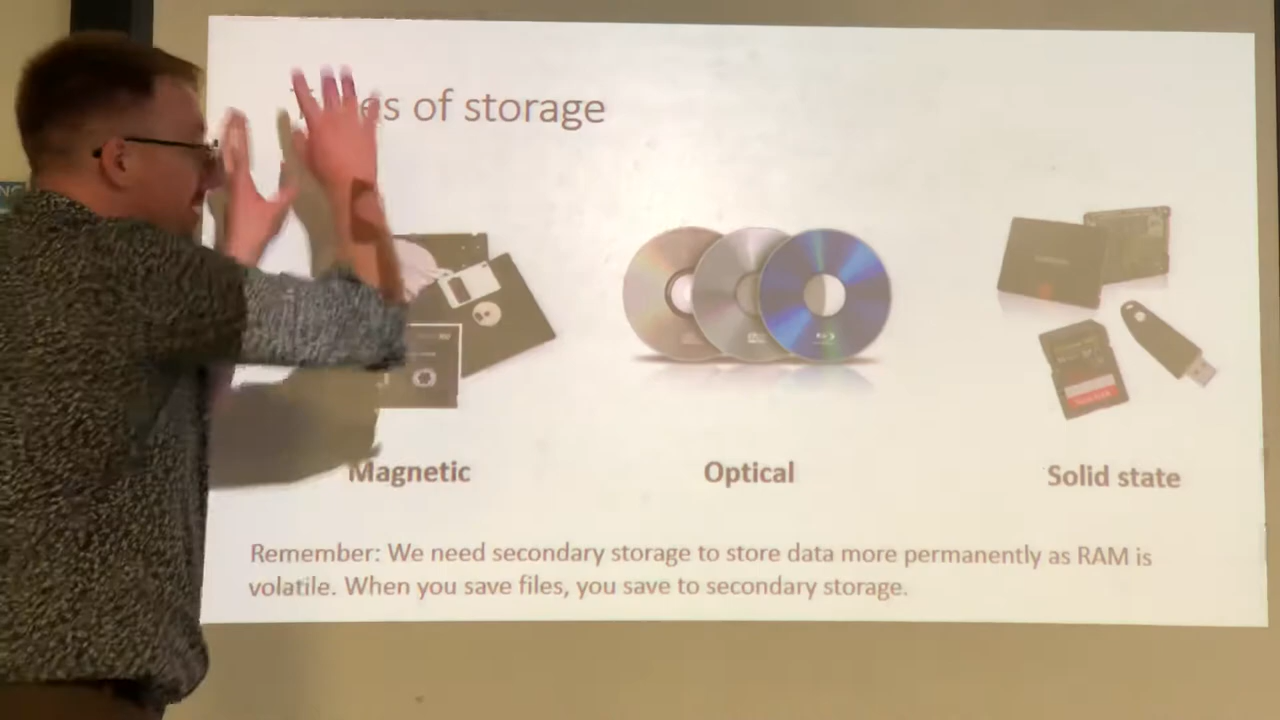 of storage
Magnetic
Optical
Solid state
Remember: We need secondary storage to store data more permanently as RAM is
volatile. When you save files, you save to secondary storage.